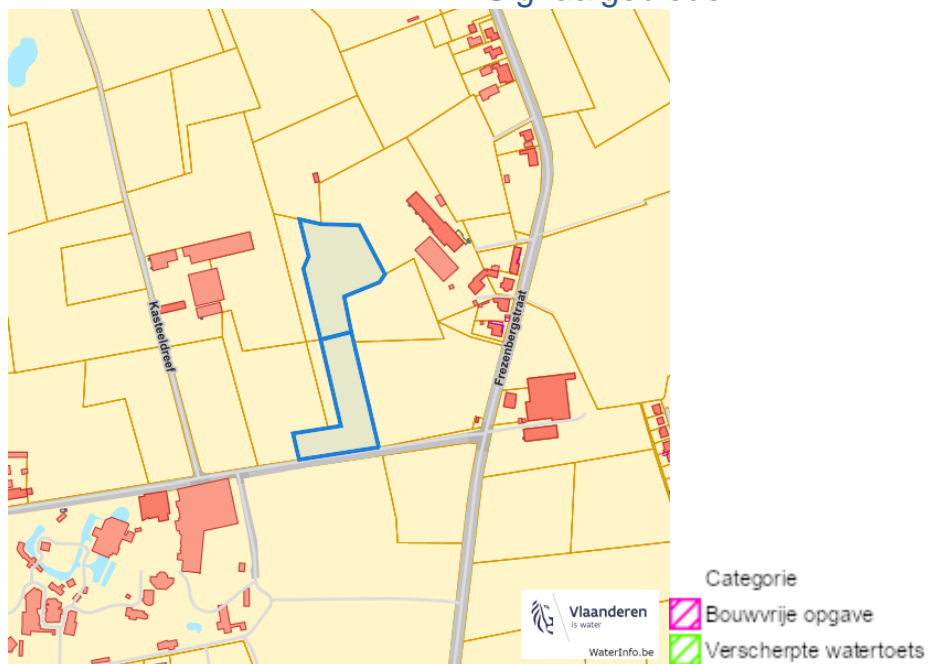 Kasteeldreef
Frezenbergstraat
Vlaanderen
is water
WaterInfo.be
Categorie
Bouwvrije opgave
Verscherpte watertoets